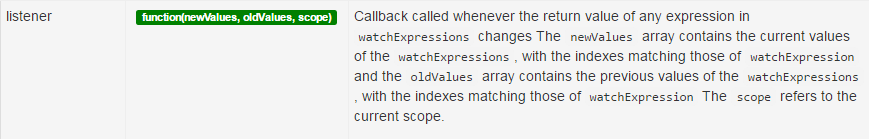 listener function(newValues, oldValues, scope) Callback called whenever the return value of any expression in
watchExpressions changes The newValues array contains the current values
of the watchExpressions , with the indexes matching those of watchExpression
and the oldValues array contains the previous values of the watchExpressions
, with the indexes matching those of watchExpression The scope refers to the
current scope.